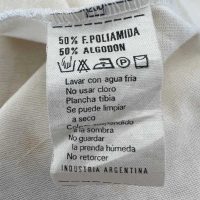 50% F.POLIAMIDA
50% ALGODON
Lavar con agua fria
No usar cloro
Plancha tibia
Se puede limpiar
a seco
a la sombra
No guardar
la prenda húmeda
No retorcer
INDUSTRIA ARGENTINA